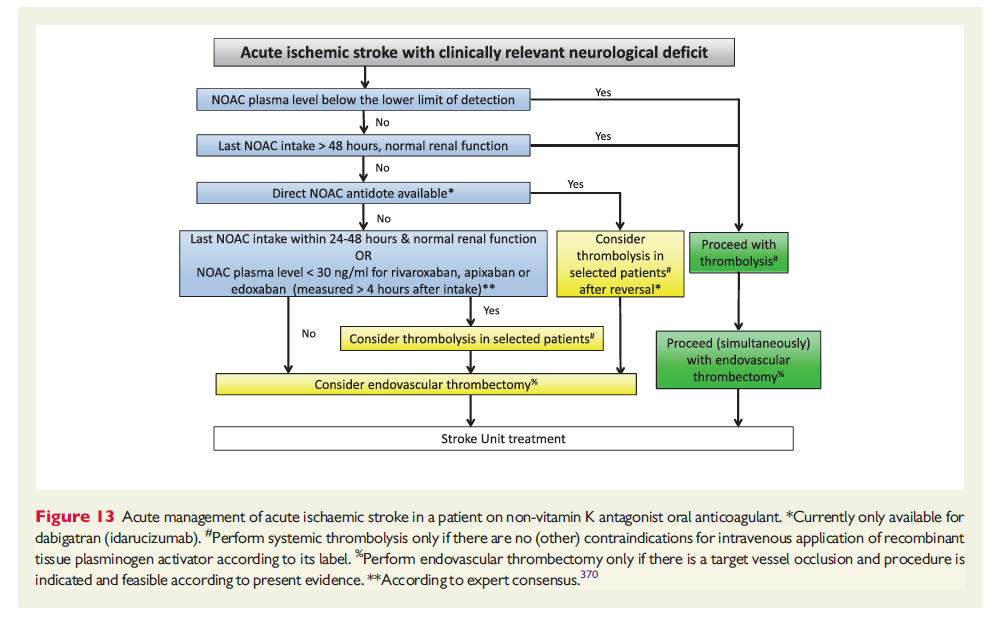 Acute ischemic stroke with clinically relevant neurological deficit
NOAC plasma level below the lower limit of detection
Yes
No
Last NOAC intake > 48 hours, normal renal function
Yes
No
Direct NOAC antidote available*
Yes
No
Last NOAC intake within 24-48 hours & normal renal function
OR
NOAC plasma level < 30 ng/ml for rivaroxaban, apixaban or
edoxaban (measured > 4 hours after intake)**
Consider
thrombolysis in
selected patients#
after reversal*
Proceed with
thrombolysis#
No
Yes
Consider thrombolysis in selected patients#
Proceed (simultaneously)
with endovascular
thrombectomy%
Consider endovascular thrombectomy%
Stroke Unit treatment
Figure 13 Acute management of acute ischaemic stroke in a patient on non-vitamin K antagonist oral anticoagulant. *Currently only available for
dabigatran (idarucizumab). #Perform systemic thrombolysis only if there are no (other) contraindications for intravenous application of recombinant
tissue plasminogen activator according to its label. %Perform endovascular thrombectomy only if there is a target vessel occlusion and procedure is
indicated and feasible according to present evidence. **According to expert consensus.370